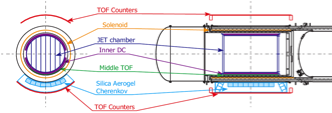 TOF Counters
Solenoid
JET chamber
Inner DC
Middle TOF
Silica Aerogel
Cherenkov
TOF Counters